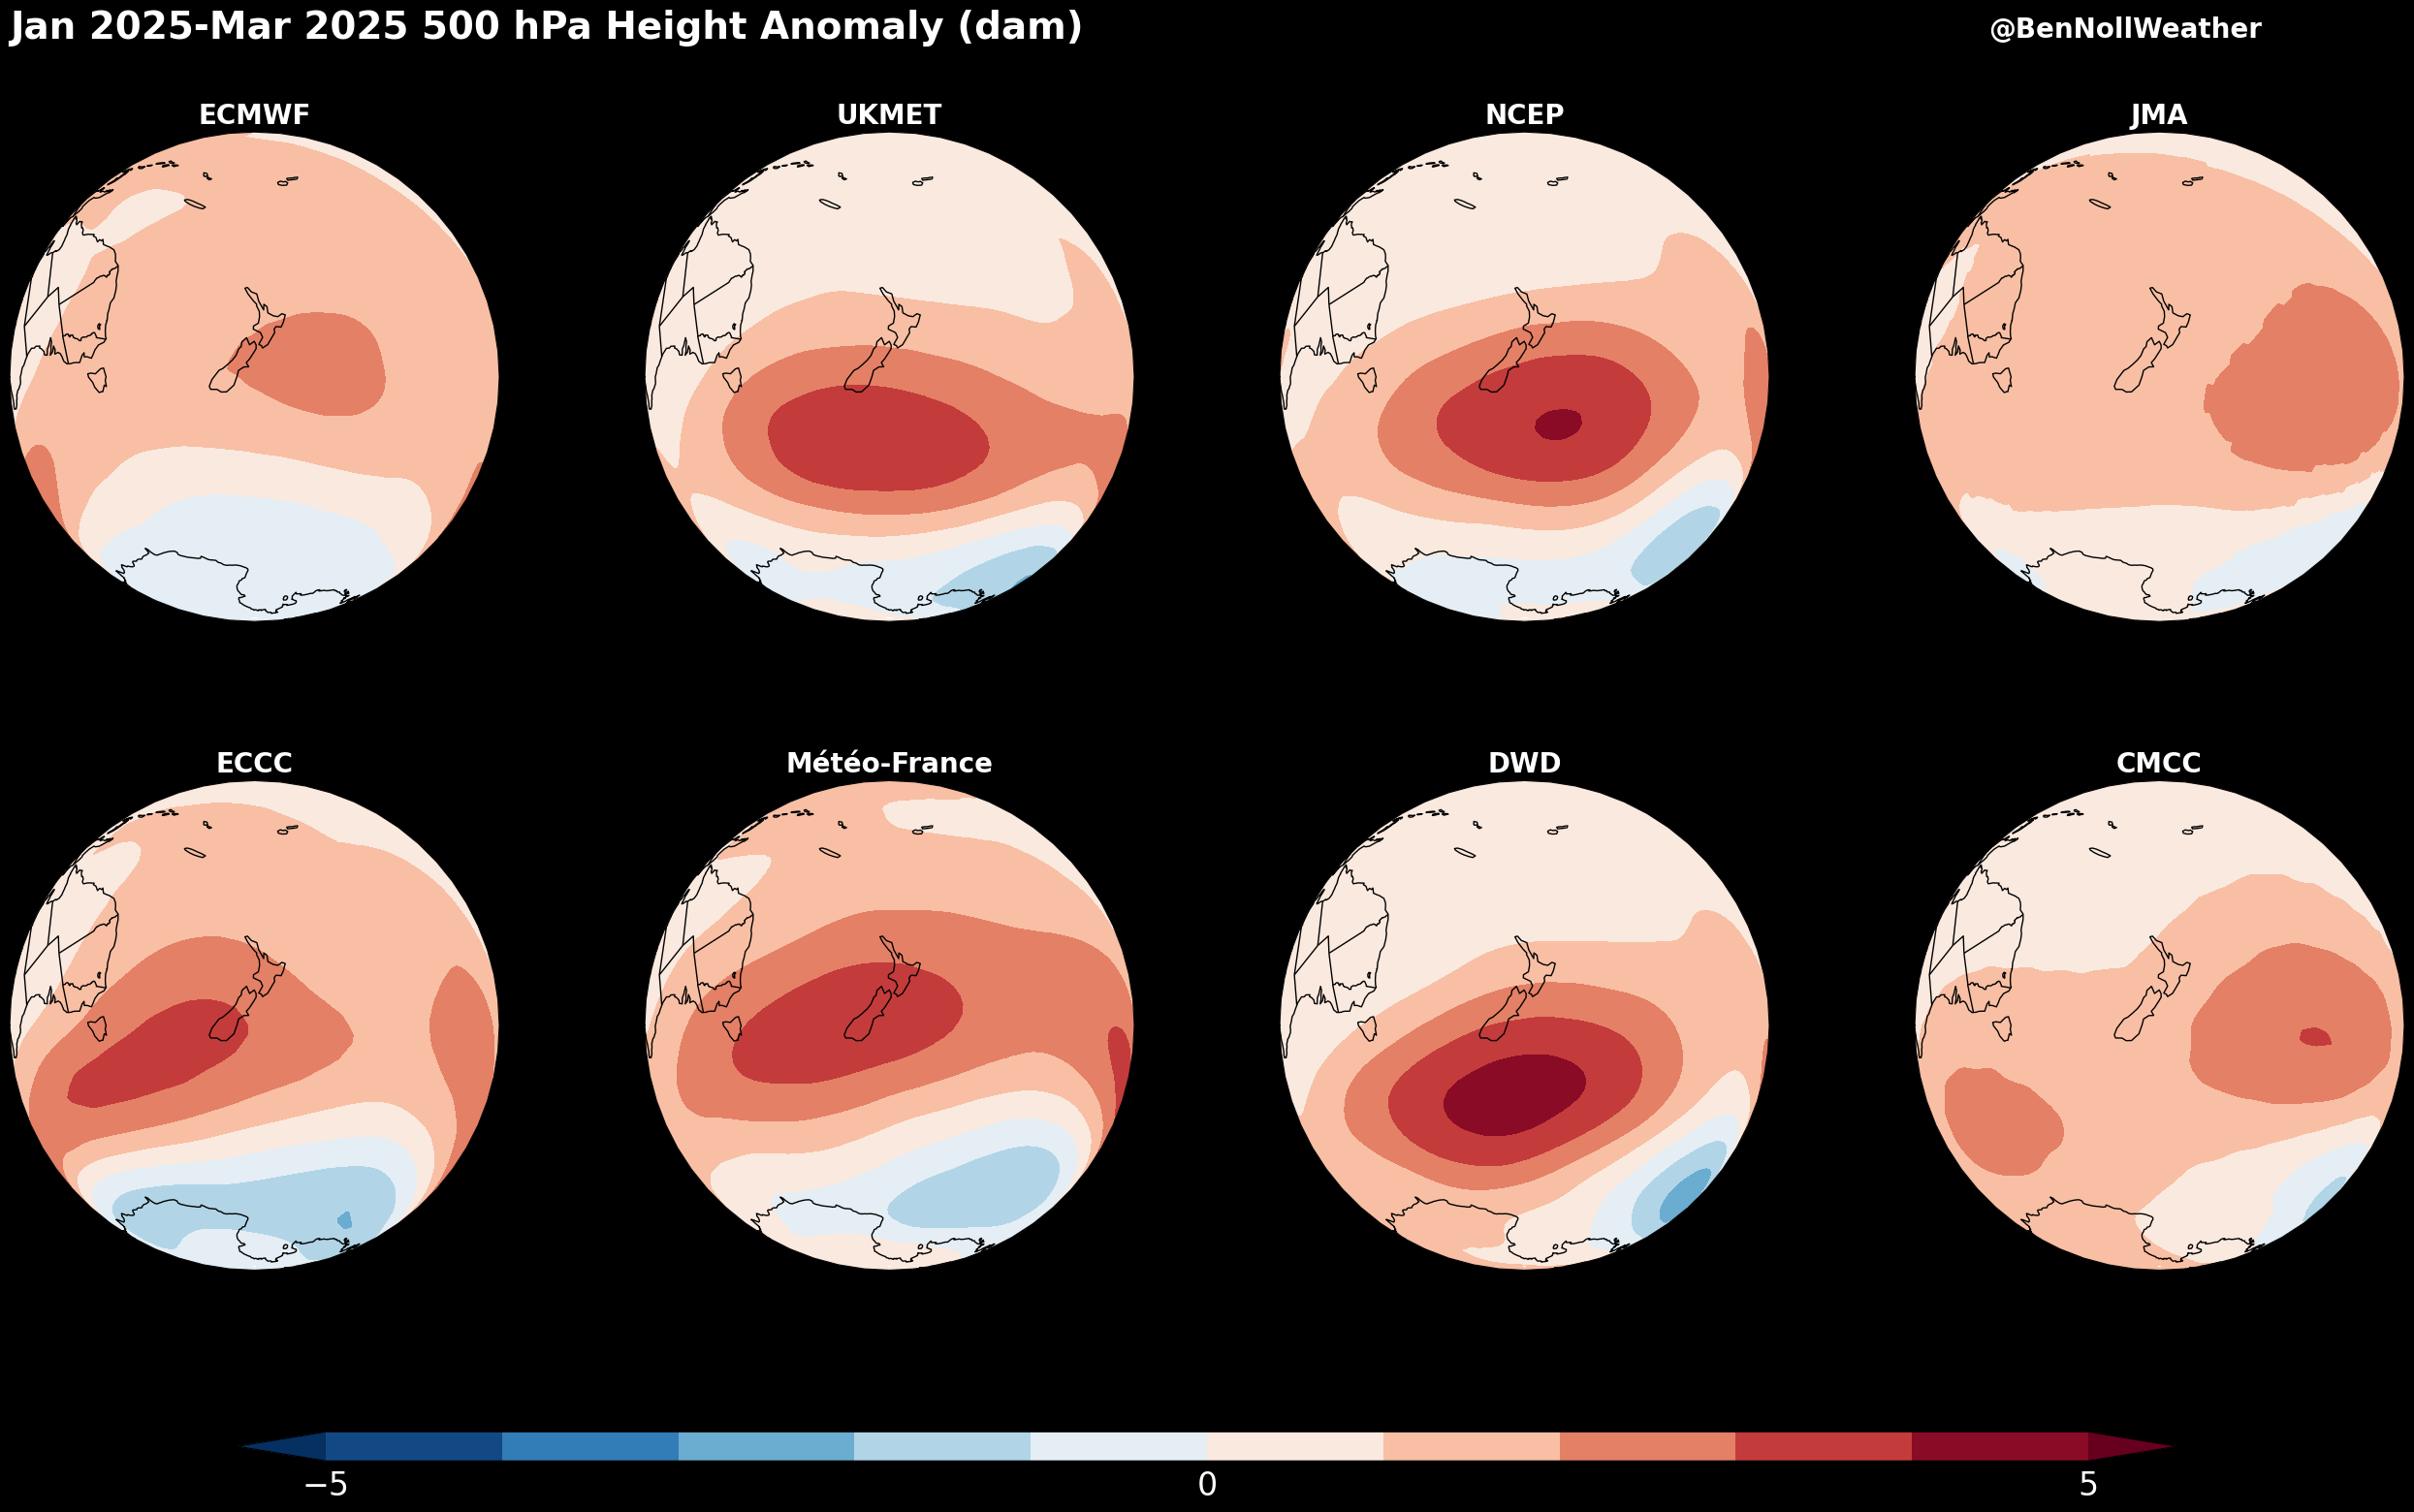 Jan 2025-Mar 2025 500 hPa Height Anomaly (dam)
@BenNollWeather
ECMWF
UKMET
NCEP
JMA
ECCC
Météo-France
DWD
CMCC
−5
0
5